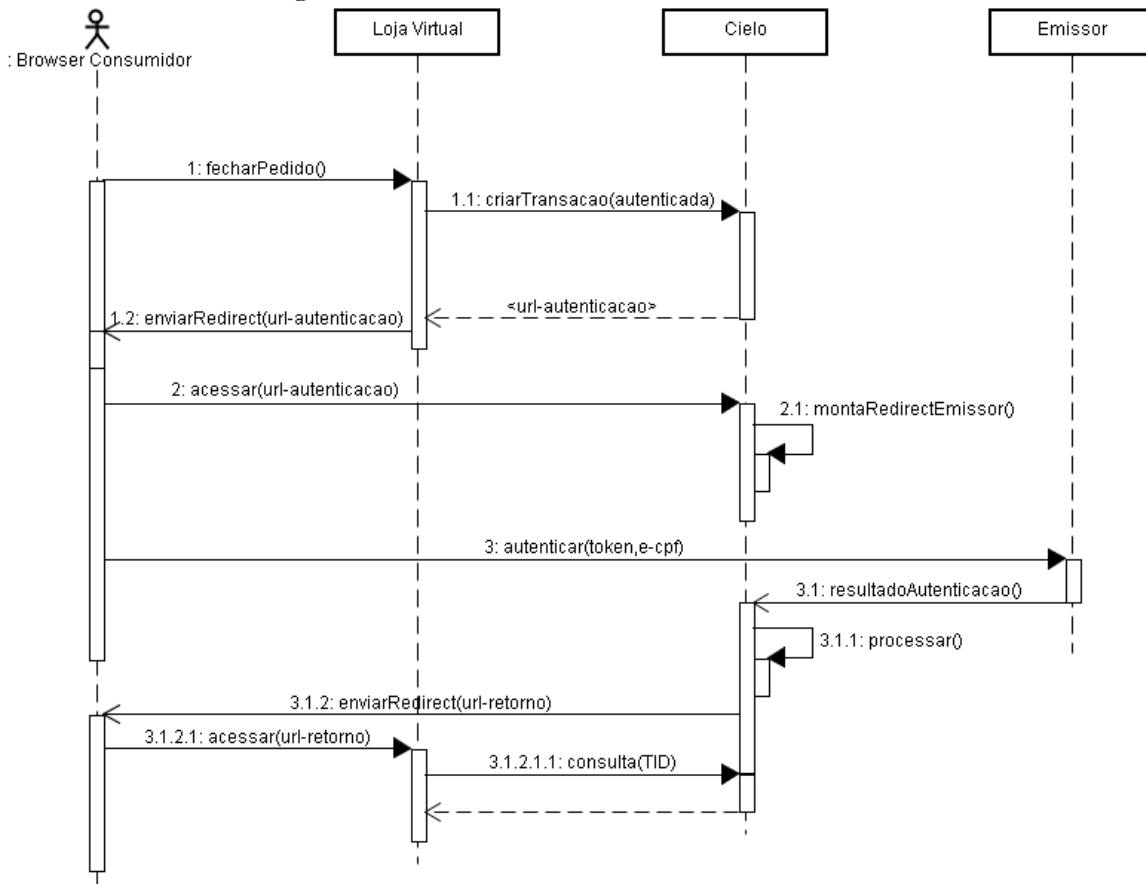 Loja Virtual
Cielo
Emissor
: Browser Consumidor
1: fecharPedido()
1.1: criarTransacao(autenticada)
<url-autenticacao>
1.2: enviarRedirect(url-autenticacao)
2: acessar(url-autenticacao)
2.1: montaRedirectEmissor()
3: autenticar(token,e-cpf)
3.1: resultadoAutenticacao()
3.1.1: processar()
3.1.2: enviarRedirect(url-retorno)
3.1.2.1: acessar(url-retorno)
3.1.2.1.1: consulta(TID)